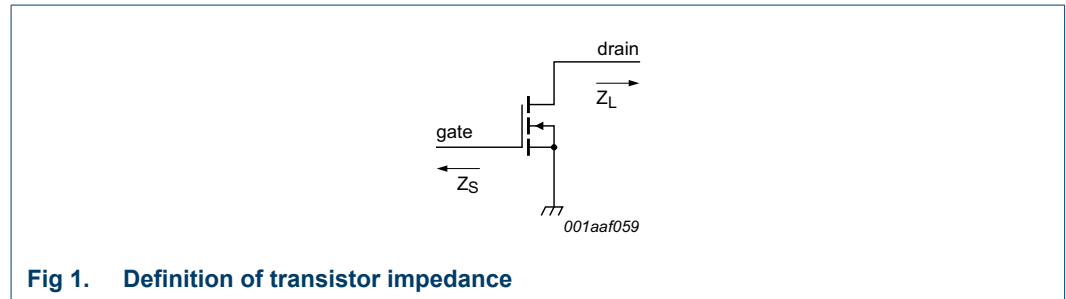 drain
Z_L
gate
Z_S
001aaf059
Fig 1. Definition of transistor impedance